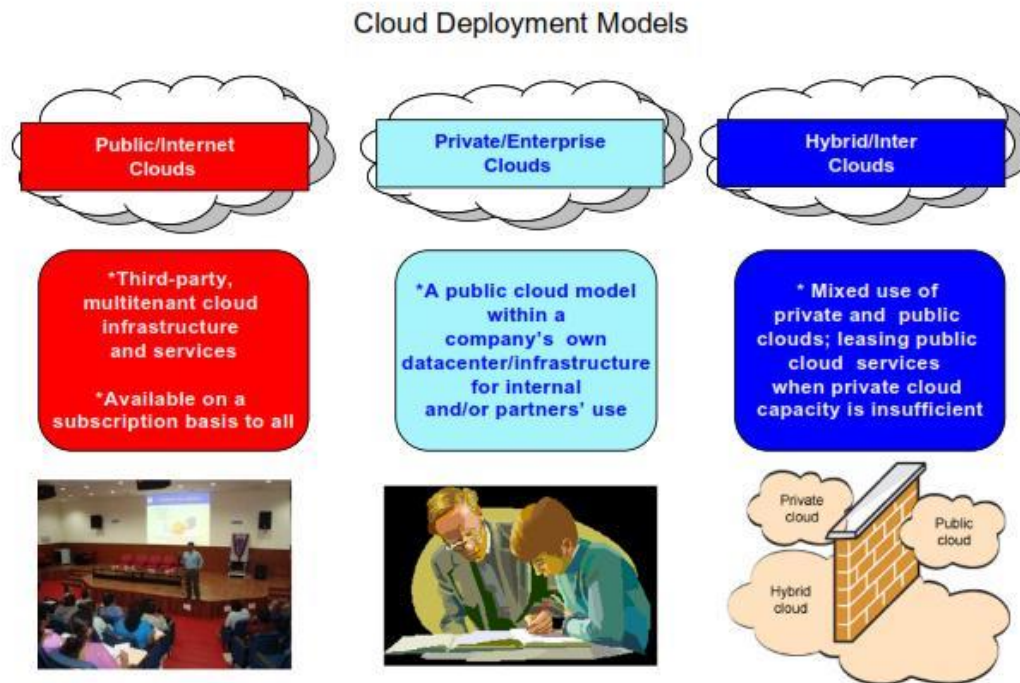 Cloud Deployment Models
Public/Internet
Clouds
Private/Enterprise
Clouds
Hybrid/Inter
Clouds
*Third-party,
multitenant cloud
infrastructure
and services
*Available on a
subscription basis to all
*A public cloud model
within a
company's own
datacenter/infrastructure
for internal
and/or partners' use
* Mixed use of
private and public
clouds; leasing public
cloud services
when private cloud
capacity is insufficient
Private
cloud
Public
cloud
Hybrid
cloud